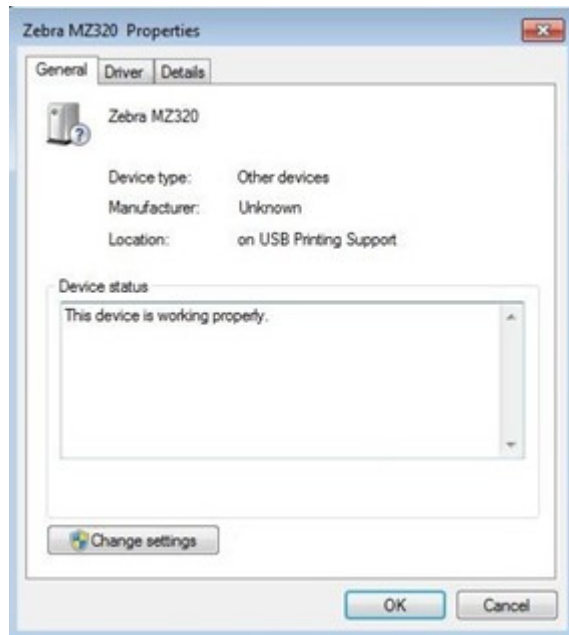 Zebra MZ320 Properties
General Driver Details
Zebra MZ320
Device type: Other devices
Manufacturer: Unknown
Location: on USB Printing Support
Device status
This device is working properly.
Change settings
OK Cancel